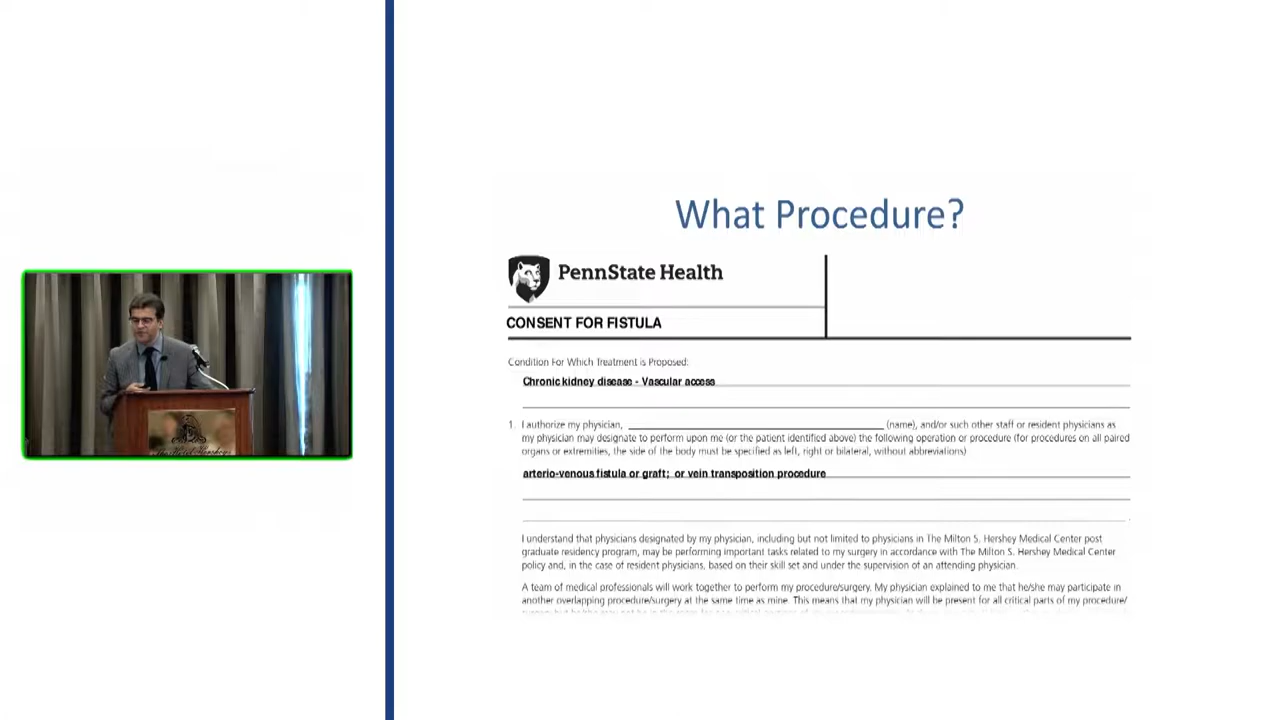 What Procedure?
PennState Health
CONSENT FOR FISTULA
Condition For Which Treatment is Proposed:
Chronic kidney disease - Vascular access
1. I authorize my physician, (name), and/or such other staff or resident physicians as
my physician may designate to perform upon me (or the patient identified above) the following operation or procedure (for procedures on all paired
organs or extremities, the side of the body must be specified as left, right or bilateral, without abbreviations)
arterio-venous fistula or graft; or vein transposition procedure
I understand that physicians designated by my physician, including but not limited to physicians in The Milton S. Hershey Medical Center post
graduate residency program, may be performing important tasks related to my surgery in accordance with The Milton S. Hershey Medical Center
policy and, in the case of resident physicians, based on their skill set and under the supervision of an attending physician.
A team of medical professionals will work together to perform my procedure/surgery. My physician explained to me that he/she may participate in
another overlapping procedure/surgery at the same time as mine. This means that my physician will be present for all critical parts of my procedure/